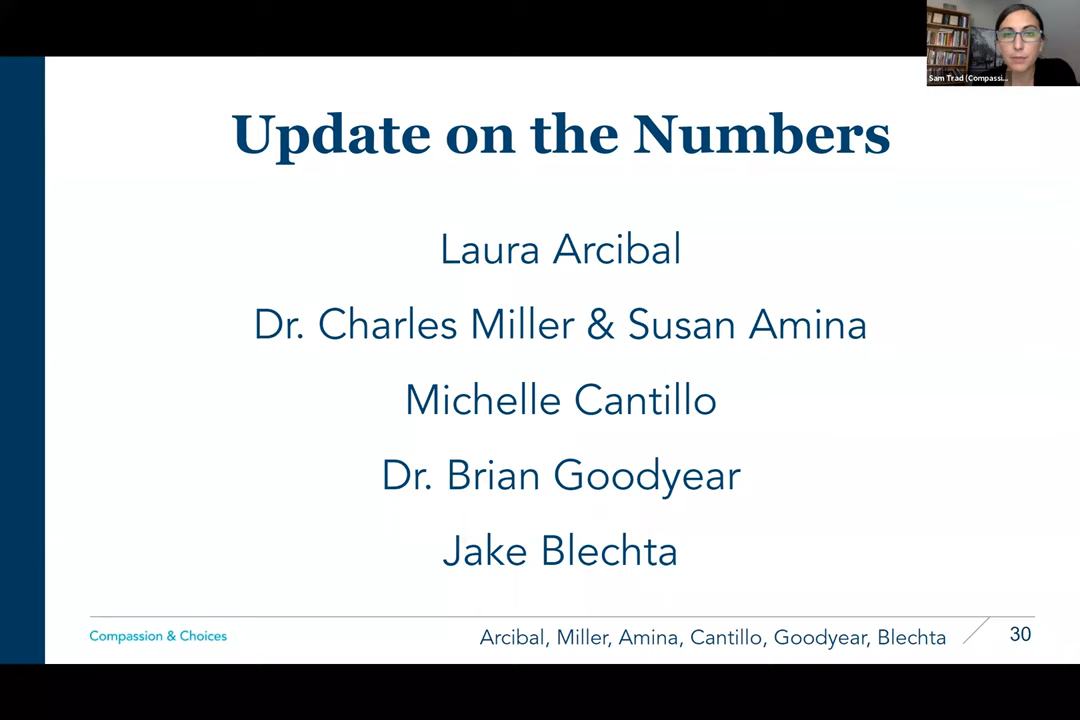 Sam Trad (Compassi...
Update on the Numbers
Laura Arcibal
Dr. Charles Miller & Susan Amina
Michelle Cantillo
Dr. Brian Goodyear
Jake Blechta
Compassion & Choices
Arcibal, Miller, Amina, Cantillo, Goodyear, Blechta
30